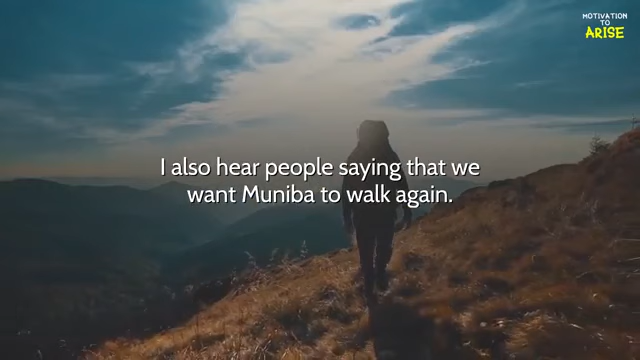 MOTIVATION
TO
ARISE
I also hear people saying that we
want Muniba to walk again.